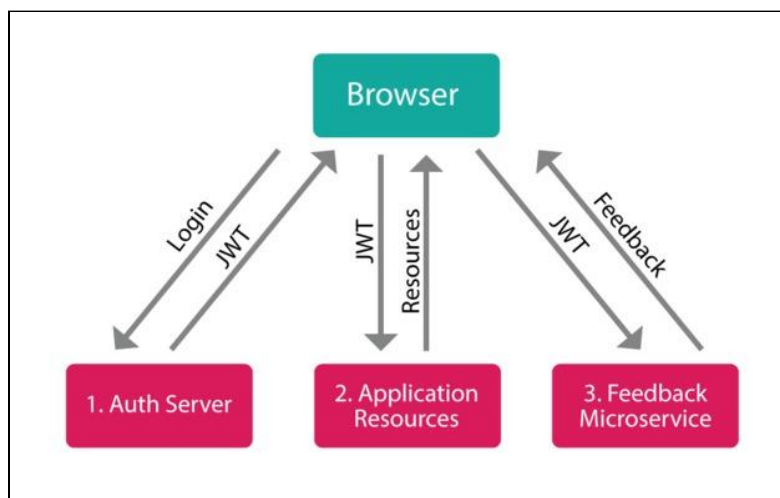 Browser
Login
JWT
JWT
Resources
JWT
Feedback
1. Auth Server
2. Application
Resources
3. Feedback
Microservice